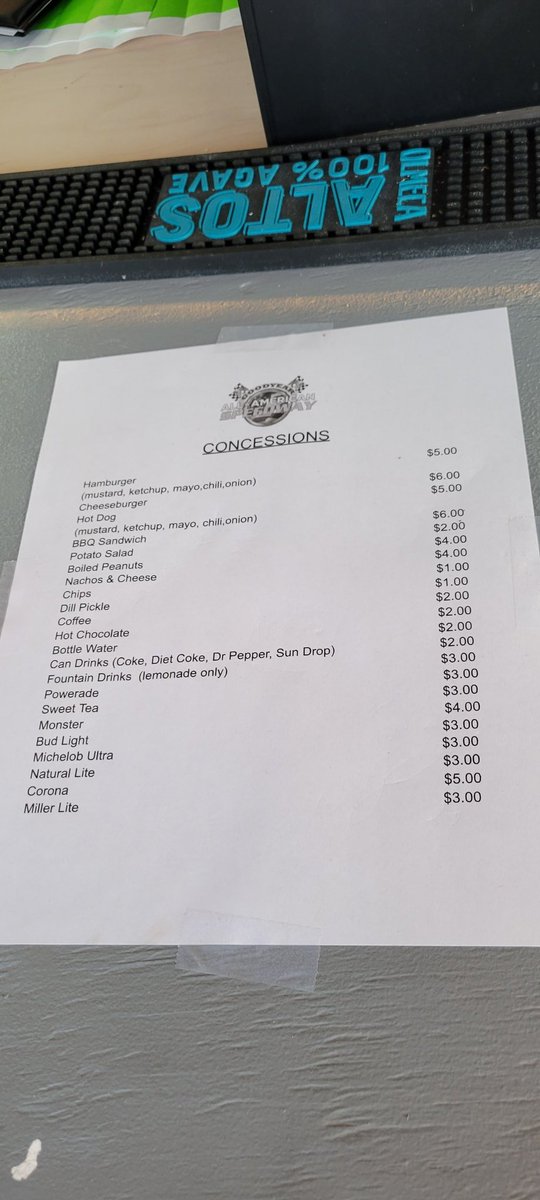 OLMECA
ALTOS
100% AGAVE
GOODYEAR
ALL AMERICAN
SPEEDWAY
CONCESSIONS
Hamburger $5.00
(mustard, ketchup, mayo,chili,onion)
Cheeseburger $6.00
Hot Dog $5.00
(mustard, ketchup, mayo, chili,onion)
BBQ Sandwich $6.00
Potato Salad $2.00
Boiled Peanuts $4.00
Nachos & Cheese $4.00
Chips $1.00
Dill Pickle $1.00
Coffee $2.00
Hot Chocolate $2.00
Bottle Water $2.00
Can Drinks (Coke, Diet Coke, Dr Pepper, Sun Drop) $2.00
Fountain Drinks (lemonade only) $3.00
Powerade $3.00
Sweet Tea $3.00
Monster $4.00
Bud Light $3.00
Michelob Ultra $3.00
Natural Lite $3.00
Corona $5.00
Miller Lite $3.00